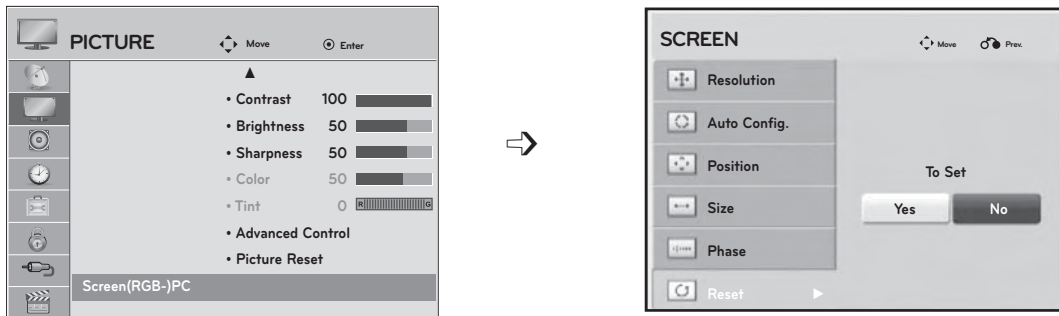 PICTURE Move Enter
▲
• Contrast 100
• Brightness 50
• Sharpness 50
• Color 50
• Tint 0 R G
• Advanced Control
• Picture Reset
Screen(RGB-)PC
SCREEN Move Prev.
Resolution
Auto Config.
Position
Size
Phase
Reset ►
To Set
Yes No